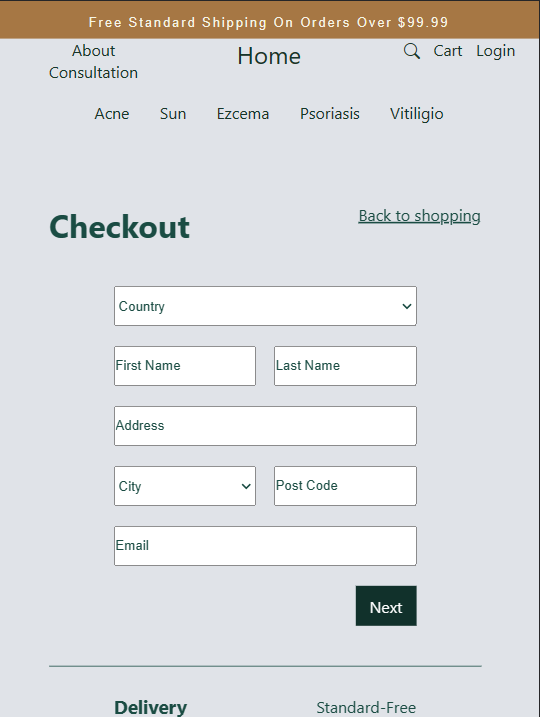 Free Standard Shipping On Orders Over $99.99
About
Consultation
Home
Cart
Login
Acne
Sun
Ezcema
Psoriasis
Vitiligio
Checkout
Back to shopping
Country
First Name
Last Name
Address
City
Post Code
Email
Next
Delivery
Standard-Free